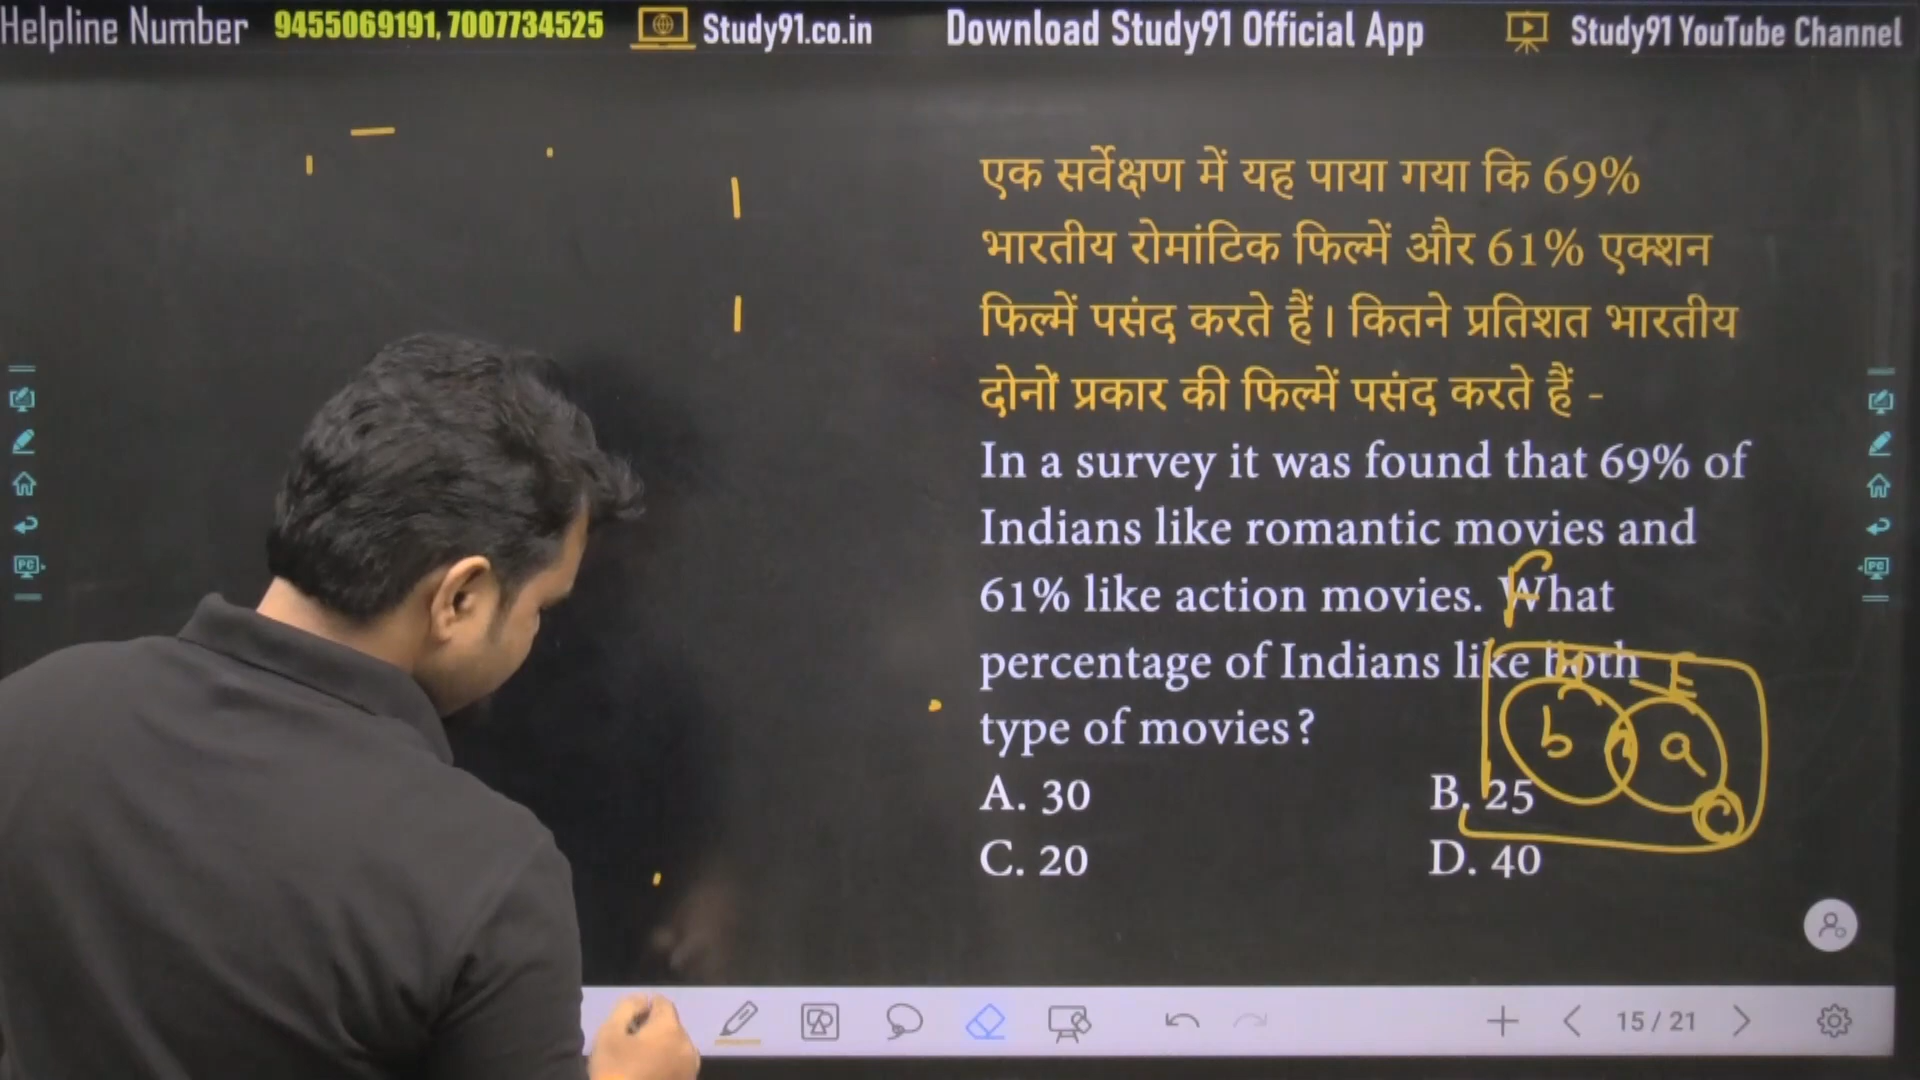 Helpline Number 9455069191, 7007734525 Study91.co.in Download Study91 Official App Study91 YouTube Channel
एक सर्वेक्षण में यह पाया गया कि 69%
भारतीय रोमांटिक फिल्में और 61% एक्शन
फिल्में पसंद करते हैं। कितने प्रतिशत भारतीय
दोनों प्रकार की फिल्में पसंद करते हैं -
In a survey it was found that 69% of
Indians like romantic movies and
61% like action movies. What
percentage of Indians like both
type of movies?
b a
A. 30 B. 25
C
C. 20 D. 40
PC PC
15 / 21